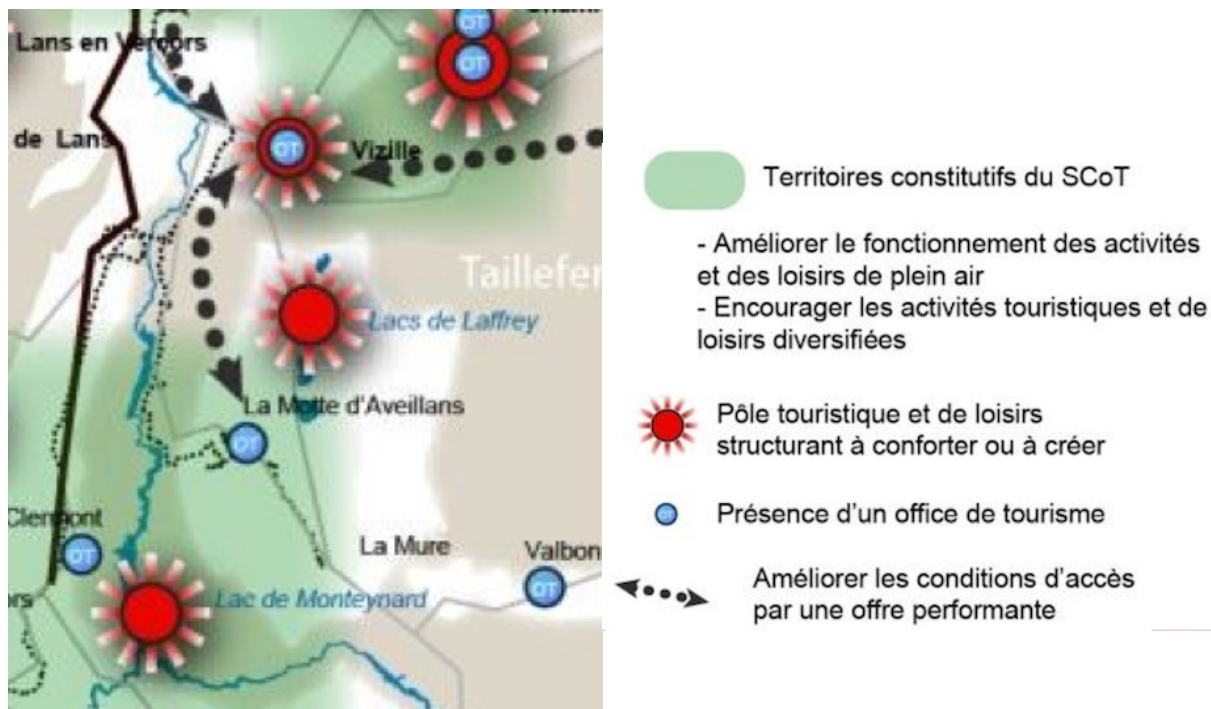 OT
Lans en Vercors
OT
de Lans
OT
Vizille
Taillefer
Lacs de Laffrey
La Motte d'Aveillans
OT
Clermont
OT
La Mure
Valbon
OT
ors
Lac de Monteynard
Territoires constitutifs du SCoT
- Améliorer le fonctionnement des activités
et des loisirs de plein air
- Encourager les activités touristiques et de
loisirs diversifiées
Pôle touristique et de loisirs
structurant à conforter ou à créer
OT
Présence d'un office de tourisme
Améliorer les conditions d'accès
par une offre performante